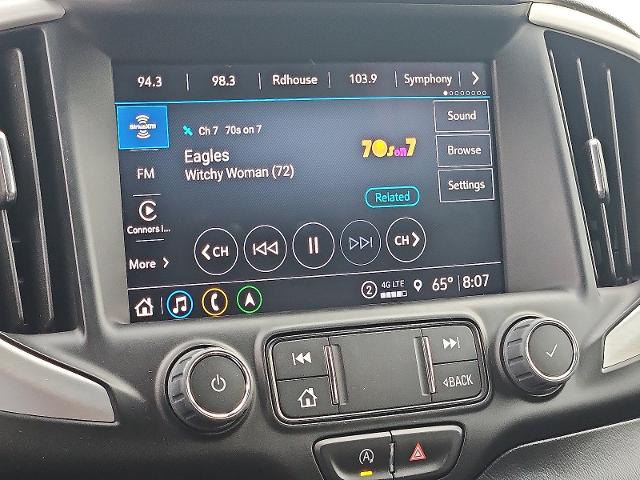 94.3 98.3 Rdhouse 103.9 Symphony
SiriusXM
Ch 7 70s on 7
Sound
70s on 7
Eagles
Witchy Woman (72)
Browse
FM
Related
Settings
Connors i...
CH CH
More
2 4G LTE 65° 8:07
BACK
A